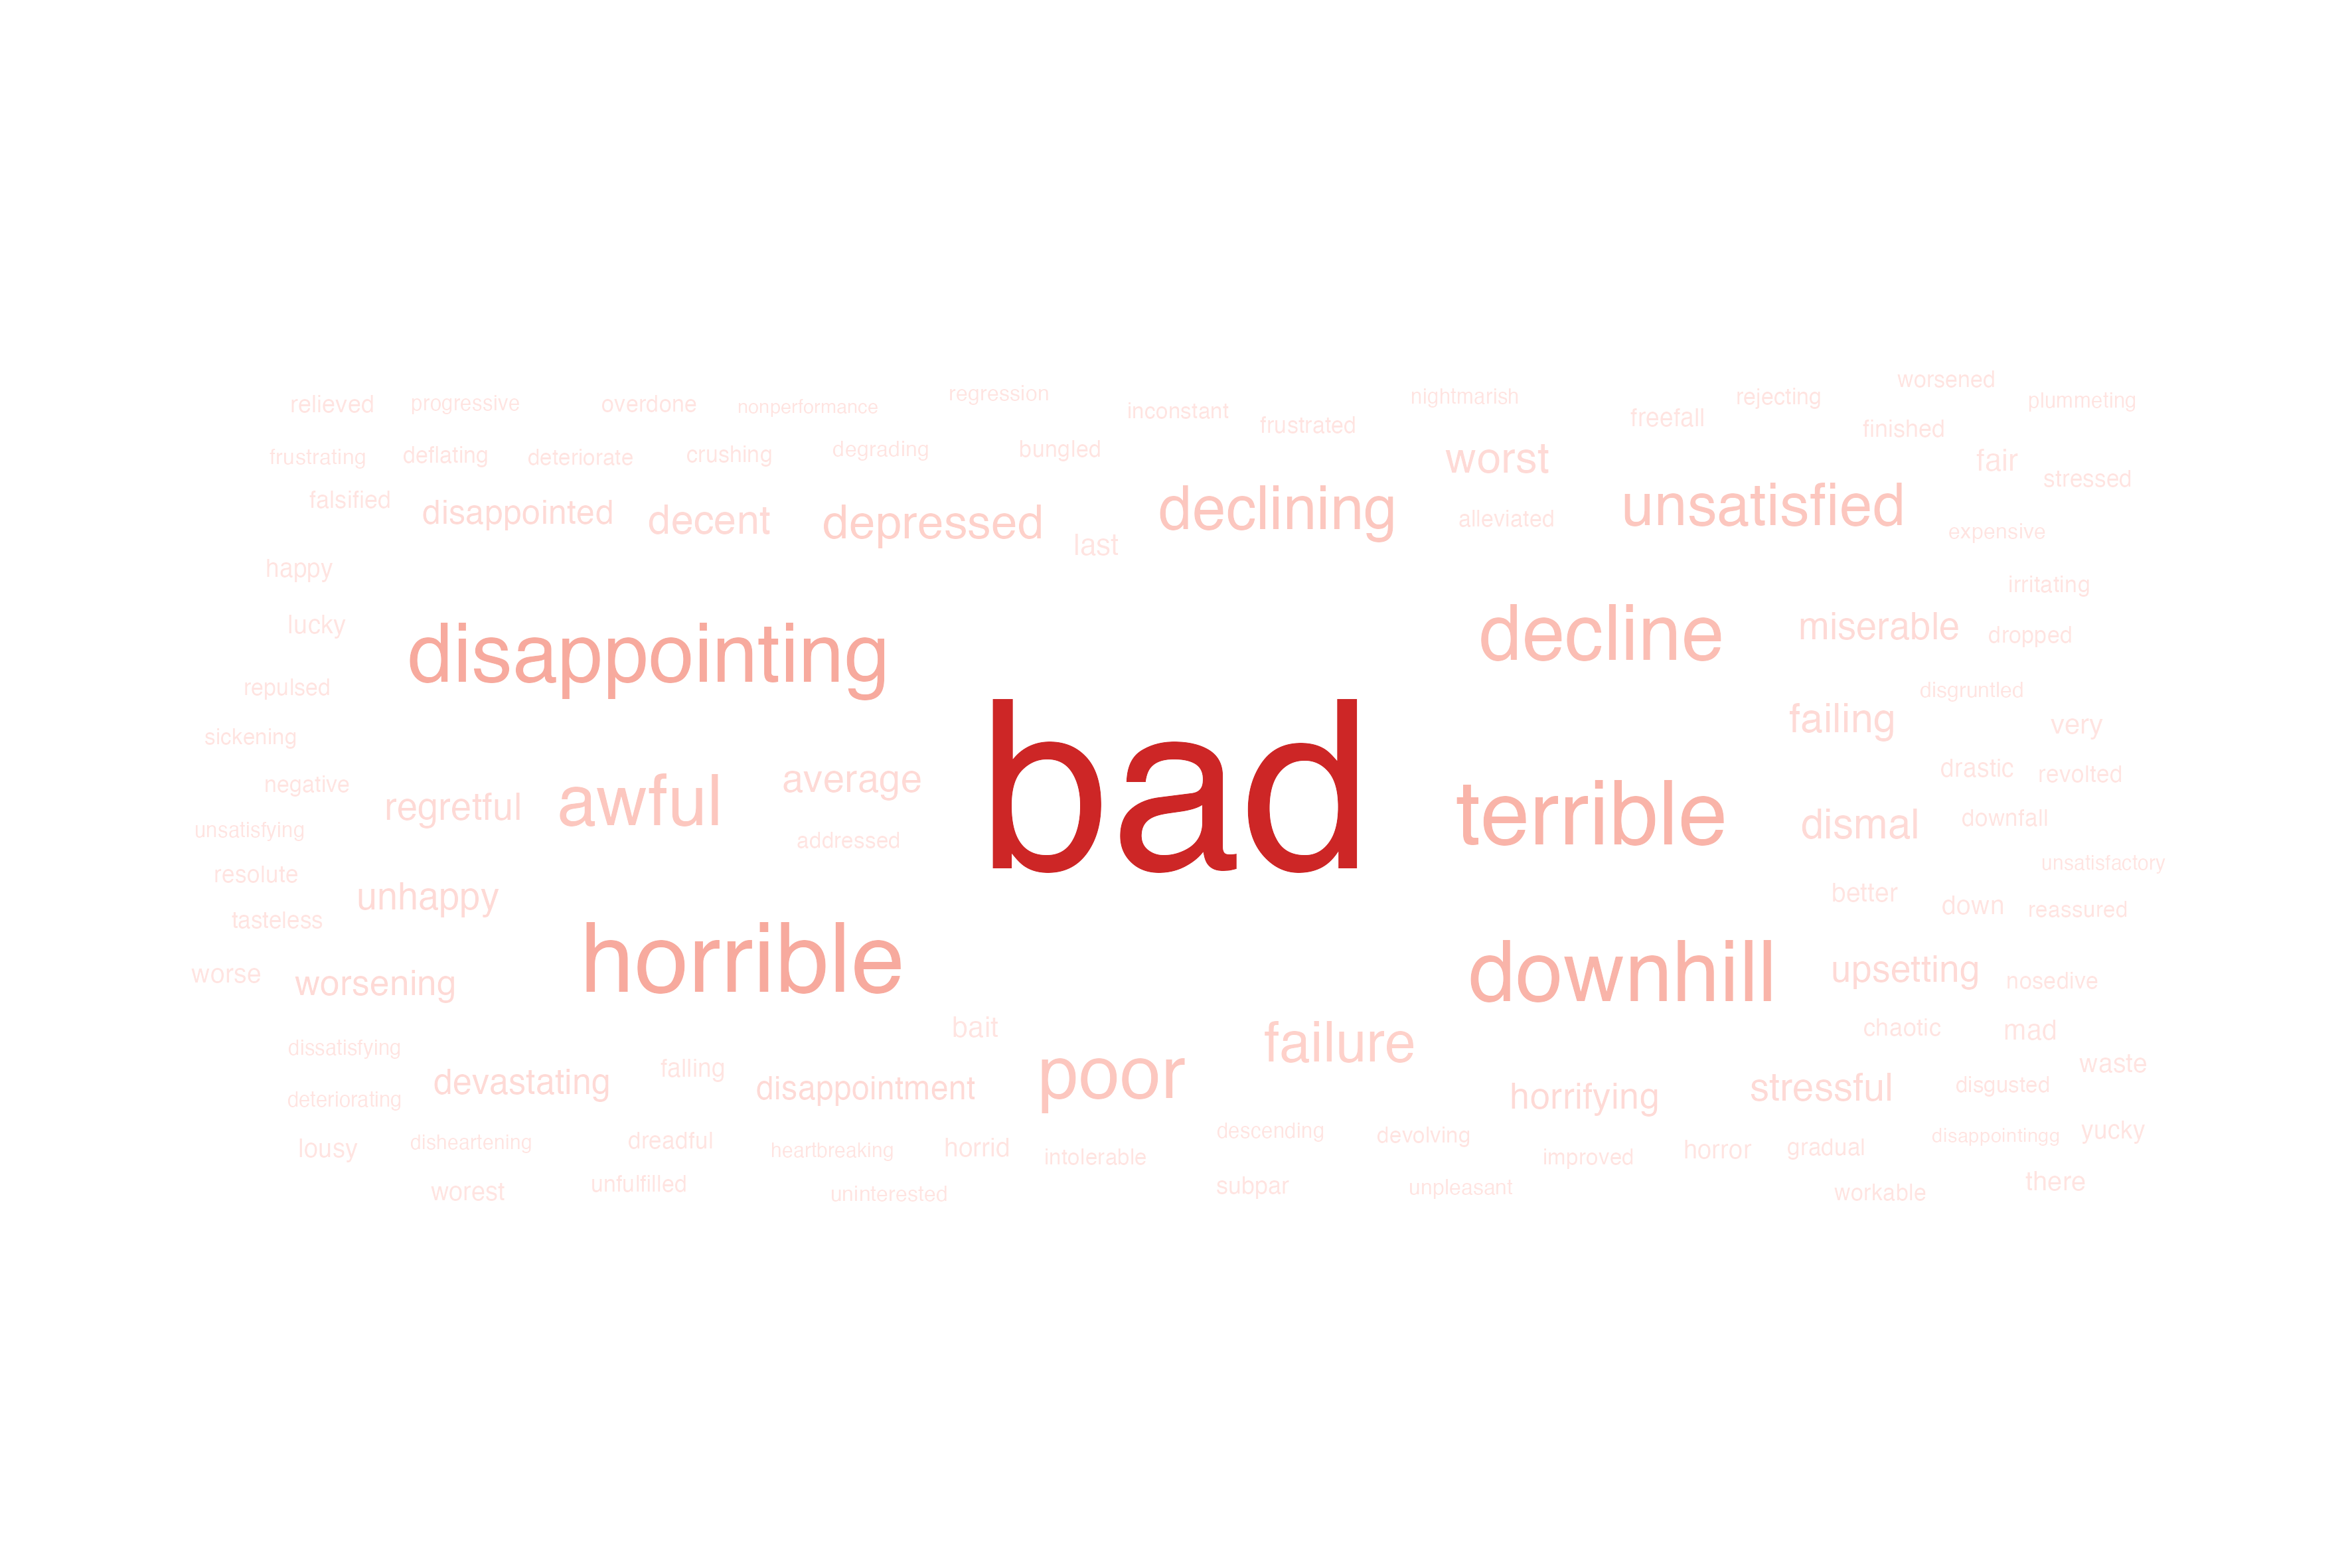 worsened
relieved progressive overdone nonperformance regression inconstant nightmarish rejecting plummeting
frustrated freefall finished
frustrating deflating deteriorate crushing degrading bungled worst fair
falsified disappointed decent depressed declining alleviated unsatisfied stressed
last expensive
happy irritating
lucky disappointing decline miserable dropped
repulsed disgruntled
sickening failing very
negative regretful awful average bad terrible drastic revolted
unsatisfying addressed dismal downfall
resolute unhappy better unsatisfactory
tasteless down reassured
worse worsening horrible downhill upsetting nosedive
bait failure chaotic mad
dissatisfying falling poor waste
deteriorating devastating disappointment horrifying stressful disgusted
lousy disheartening dreadful heartbreaking horrid intolerable descending devolving improved horror gradual disappointingg yucky
worest unfulfilled uninterested subpar unpleasant workable there